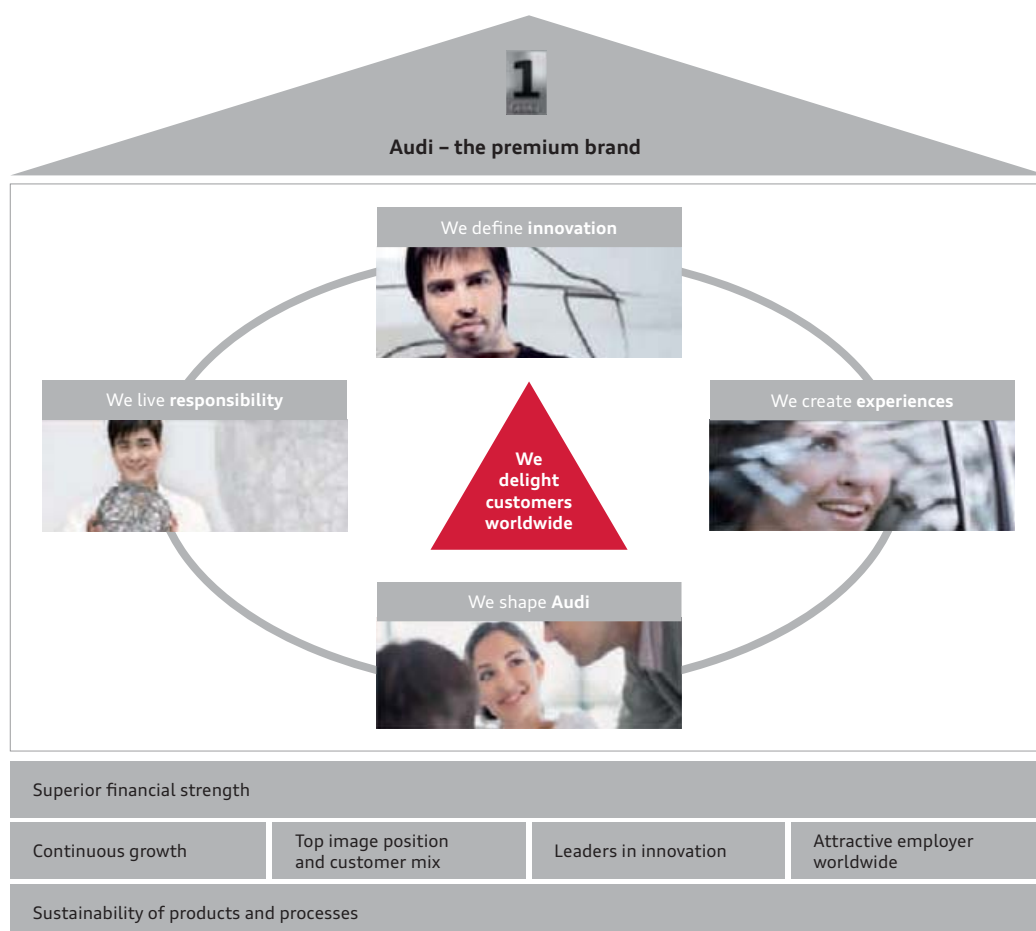 1
Audi – the premium brand
We define innovation
We live responsibility
We create experiences
We
delight
customers
worldwide
We shape Audi
Superior financial strength
Continuous growth
Top image position
and customer mix
Leaders in innovation
Attractive employer
worldwide
Sustainability of products and processes